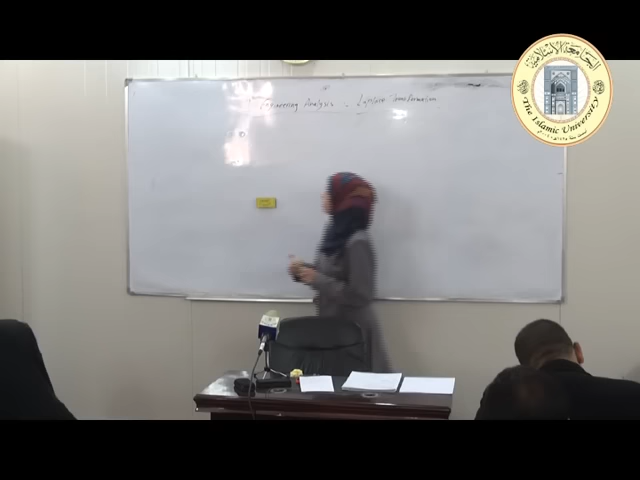 Engineering Analysis - Laplace Transformation
الجامعة الإسلامية
The Islamic University